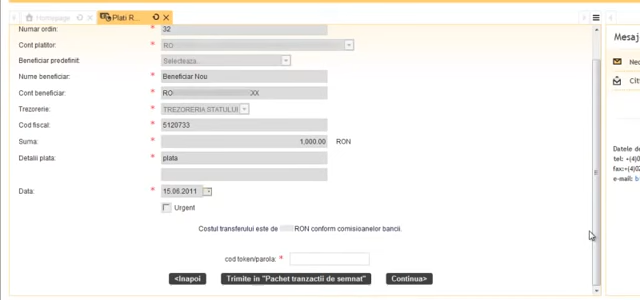 Homepage
Plati R...
Numar ordin: * 32
Cont platitor: * RO
Beneficiar predefinit: Selecteaza...
Nume beneficiar: * Beneficiar Nou
Cont beneficiar: * RO XX
Trezorerie: * TREZORERIA STATULUI
Cod fiscal: * 5120733
Suma: * 1,000.00 RON
Detalii plata: * plata
Data: * 15.06.2011
Urgent
Costul transferului este de RON conform comisioanelor bancii.
cod token/parola: *
<Inapoi Trimite in "Pachet tranzactii de semnat" Continua>
Mesaj
Nec
Cit
Datele de
tel: +(4)0
fax:+(4)02
e-mail: b